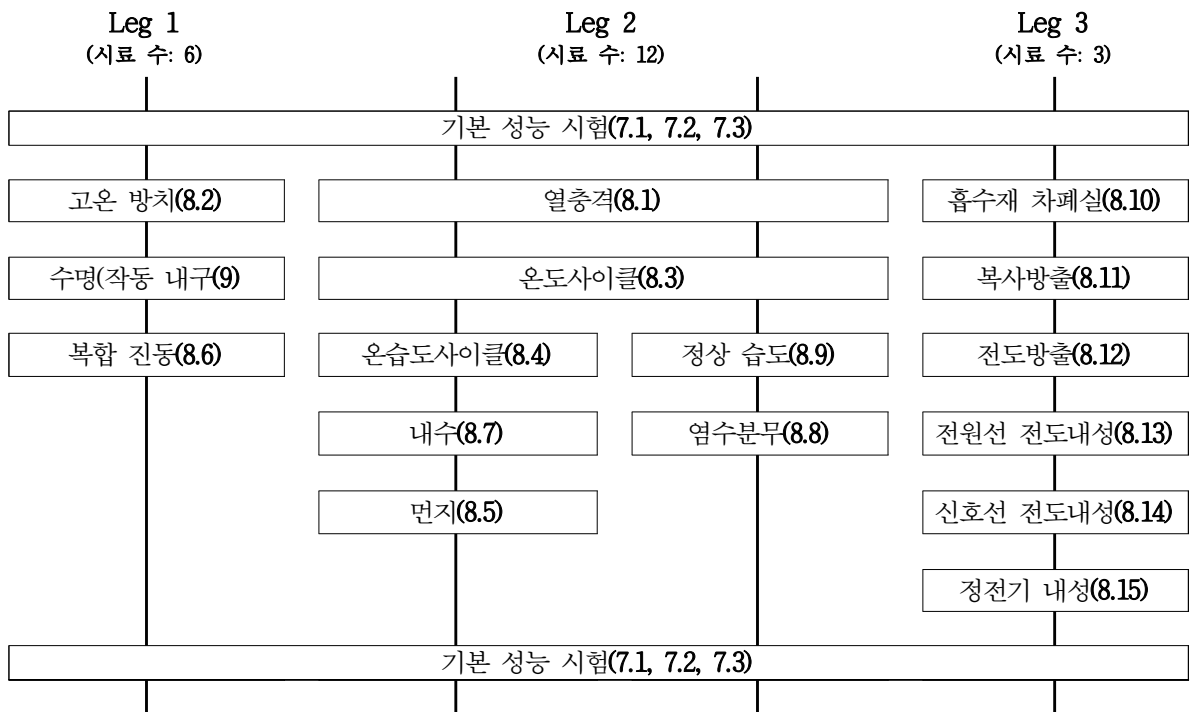 Leg 1
(시료 수: 6)
Leg 2
(시료 수: 12)
Leg 3
(시료 수: 3)
기본 성능 시험(7.1, 7.2, 7.3)
고온 방치(8.2)
열충격(8.1)
흡수재 차폐실(8.10)
수명(작동 내구(9)
온도사이클(8.3)
복사방출(8.11)
복합 진동(8.6)
온습도사이클(8.4)
정상 습도(8.9)
전도방출(8.12)
내수(8.7)
염수분무(8.8)
전원선 전도내성(8.13)
먼지(8.5)
신호선 전도내성(8.14)
정전기 내성(8.15)
기본 성능 시험(7.1, 7.2, 7.3)